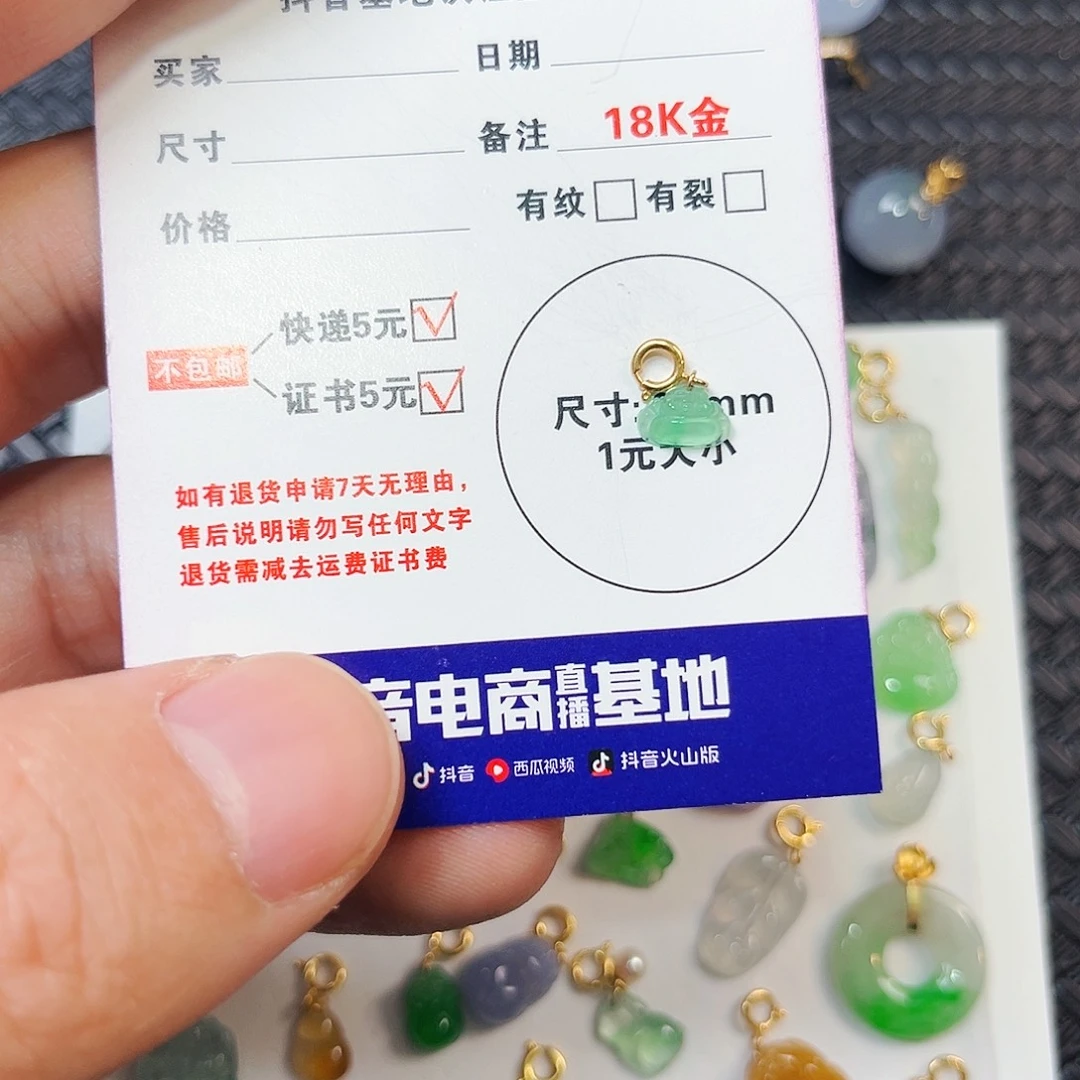 抖音基地
买家 日期
尺寸 备注 18K金
价格 有纹 有裂
快递5元
不包邮
证书5元
尺寸: mm
1元大小
如有退货申请7天无理由，
售后说明请勿写任何文字
退货需减去运费证书费
音电商直播基地
抖音 西瓜视频 抖音火山版